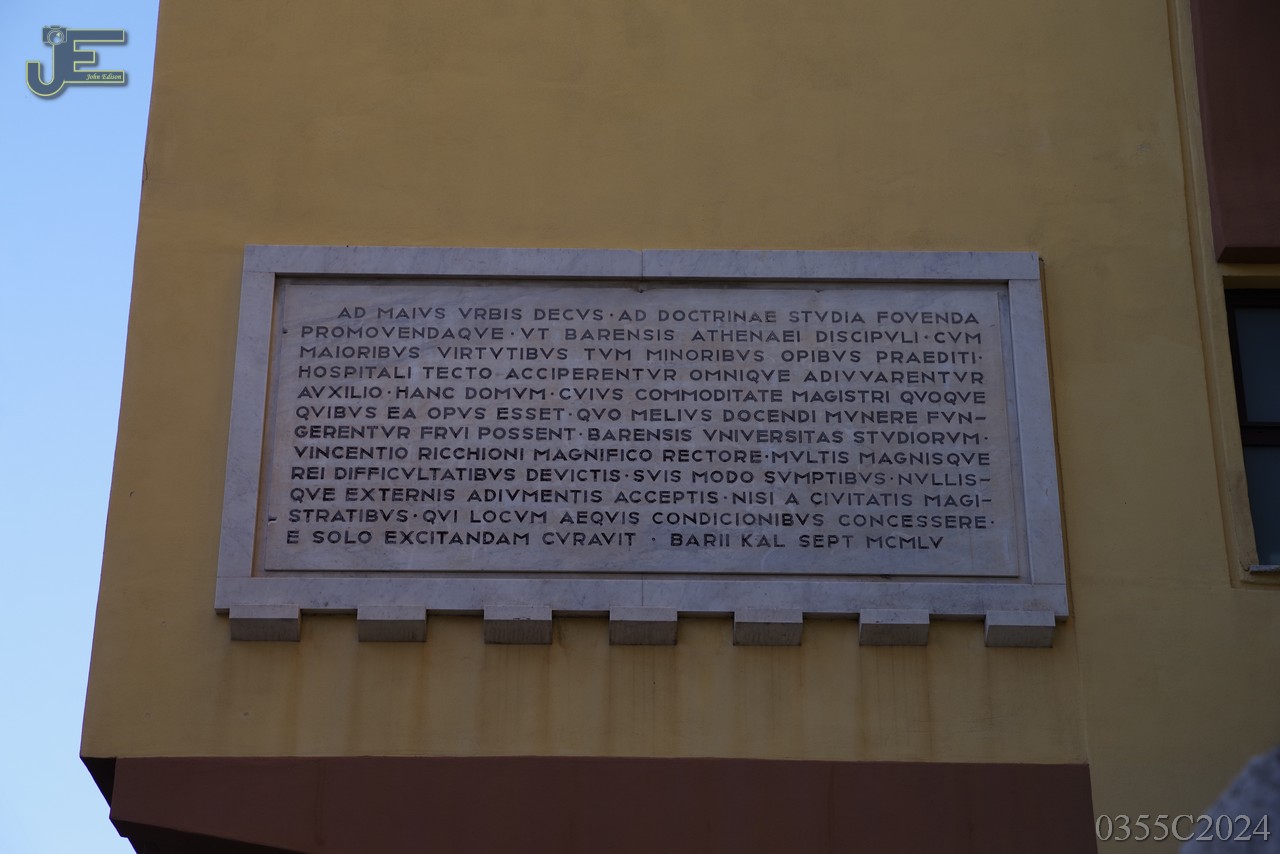 JE
John Edison
AD MAIVS VRBIS DECVS · AD DOCTRINAE STVDIA FOVENDA
PROMOVENDAQVE · VT BARENSIS ATHENAEI DISCIPVLI · CVM
MAIORIBVS VIRTVTIBVS TVM MINORIBVS OPIBVS PRAEDITI ·
HOSPITALI TECTO ACCIPERENTVR OMNIQVE ADIVVARENTVR
AVXILIO · HANC DOMVM · CVIVS COMMODITATE MAGISTRI QVOQVE
QVIBVS EA OPVS ESSET · QVO MELIVS DOCENDI MVNERE FVN-
GERENTVR FRVI POSSENT · BARENSIS VNIVERSITAS STVDIORVM ·
VINCENTIO RICCHIONI MAGNIFICO RECTORE · MVLTIS MAGNISQVE
REI DIFFICVLTATIBVS DEVICTIS · SVIS MODO SVMPTIBVS · NVLLIS-
QVE EXTERNIS ADIVMENTIS ACCEPTIS · NISI A CIVITATIS MAGI-
STRATIBVS · QVI LOCVM AEQVIS CONDICIONIBVS CONCESSERE ·
E SOLO EXCITANDAM CVRAVIT · BARII KAL SEPT MCMLV
0355C2024